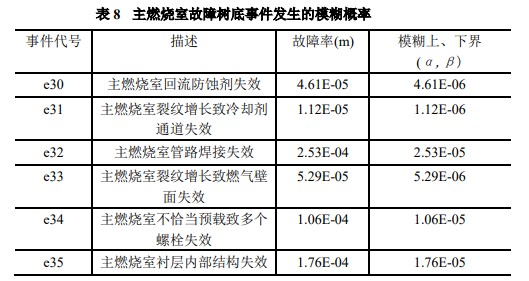 表 8 主燃烧室故障树底事件发生的模糊概率
事件代号 描述 故障率(m) 模糊上、下界
(α, β)
e30 主燃烧室回流防蚀剂失效 4.61E-05 4.61E-06
e31 主燃烧室裂纹增长致冷却剂 1.12E-05 1.12E-06
通道失效
e32 主燃烧室管路焊接失效 2.53E-04 2.53E-05
e33 主燃烧室裂纹增长致燃气壁 5.29E-05 5.29E-06
面失效
e34 主燃烧室不恰当预载致多个 1.06E-04 1.06E-05
螺栓失效
e35 主燃烧室衬层内部结构失效 1.76E-04 1.76E-05